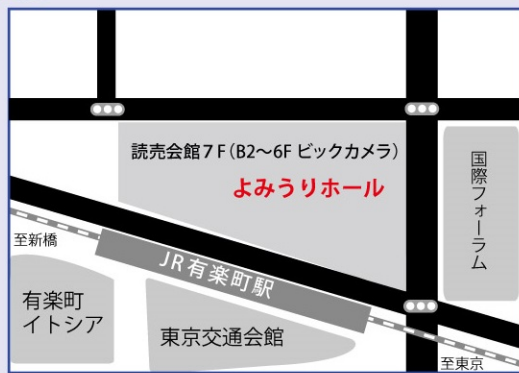 読売会館7F(B2〜6F ビックカメラ)
よみうりホール
国際フォーラム
至新橋
JR有楽町駅
有楽町
イトシア
東京交通会館
至東京